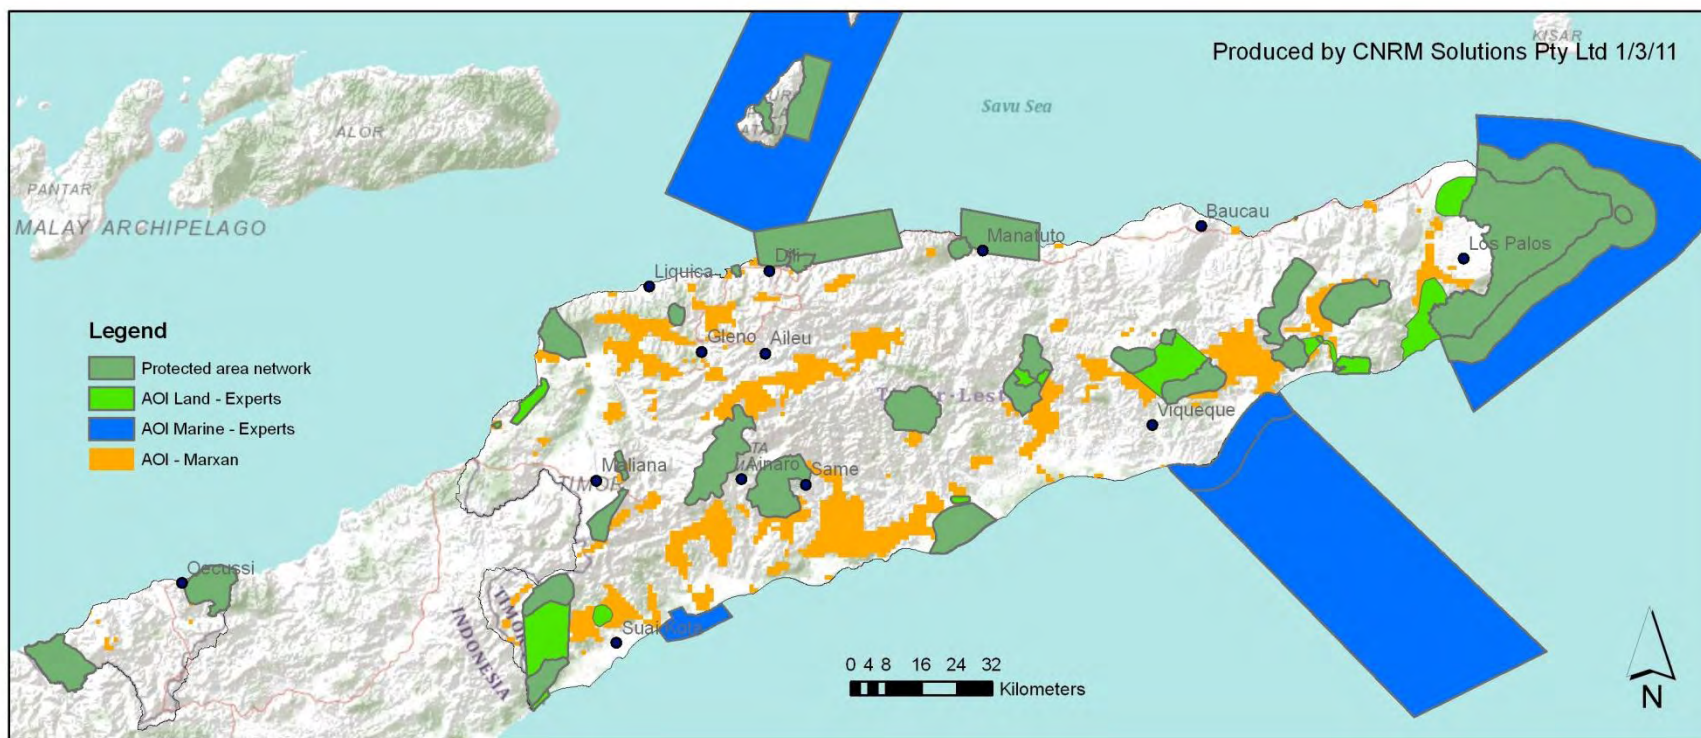 Produced by CNRM Solutions Pty Ltd 1/3/11
KISAR
Savu Sea
ALOR
PANTAR
MALAY ARCHIPELAGO
Baucau
Manatuto
Los Palos
Dili
Liquica
Legend
Protected area network
AOI Land - Experts
AOI Marine - Experts
AOI - Marxan
Gleno
Aileu
Viqueque
Maliana
TIMOR
Ainaro
Same
Oecussi
TIMOR
INDONESIA
Suai Kota
0 4 8 16 24 32
Kilometers
N